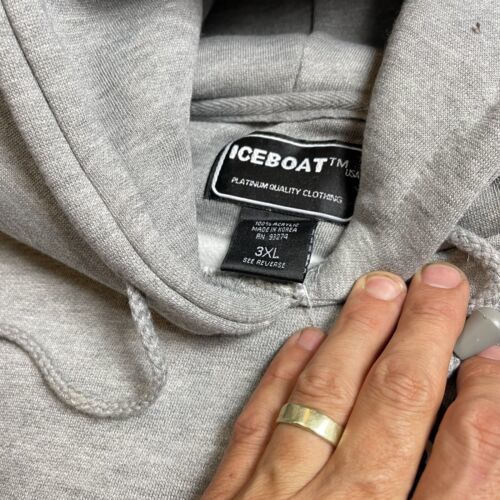 ICEBOAT™
USA
PLATINUM QUALITY CLOTHING
100% ACRYLIC
MADE IN KOREA
RN 93274
3XL
SEE REVERSE